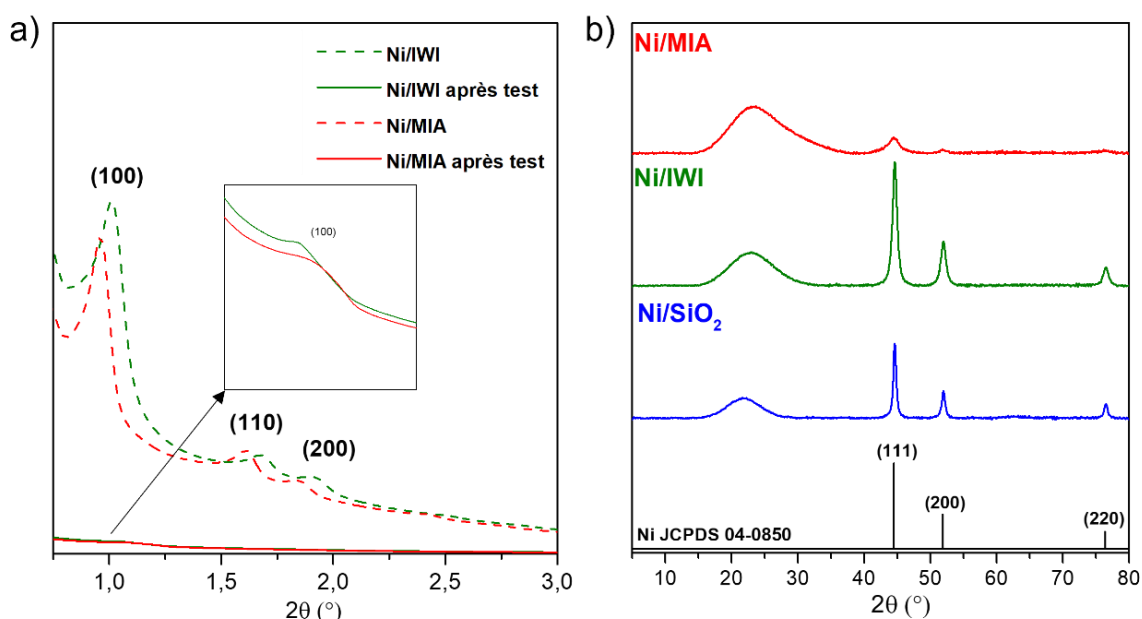 a)
Ni/IWI
Ni/IWI après test
Ni/MIA
Ni/MIA après test
(100)
(100)
(110)
(200)
1,0 1,5 2,0 2,5 3,0
2θ (°)
b)
Ni/MIA
Ni/IWI
Ni/SiO₂
(111)
(200)
(220)
Ni JCPDS 04-0850
10 20 30 40 50 60 70 80
2θ (°)